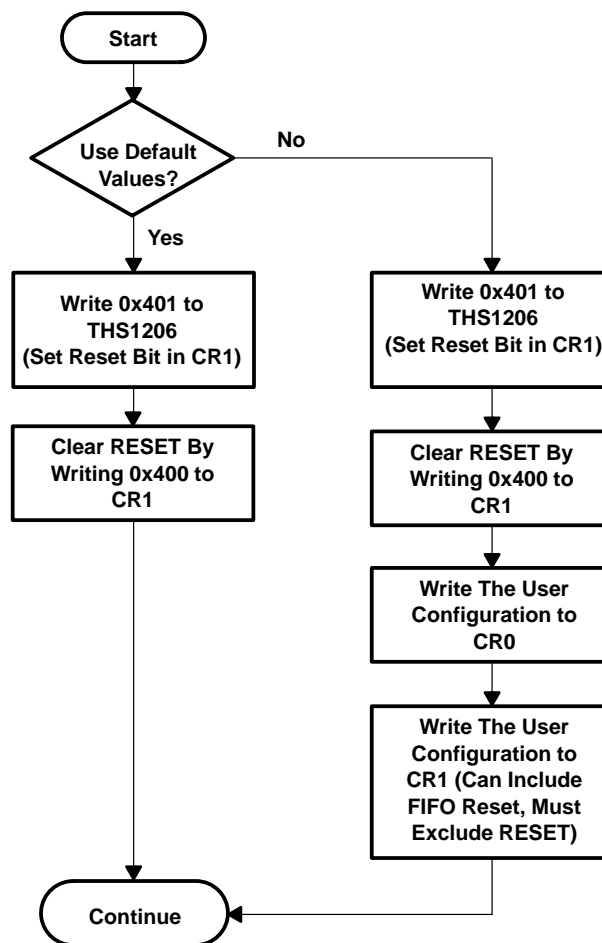 Start
Use Default
Values?
No
Yes
Write 0x401 to
THS1206
(Set Reset Bit in CR1)
Clear RESET By
Writing 0x400 to
CR1
Write 0x401 to
THS1206
(Set Reset Bit in CR1)
Clear RESET By
Writing 0x400 to
CR1
Write The User
Configuration to
CR0
Write The User
Configuration to
CR1 (Can Include
FIFO Reset, Must
Exclude RESET)
Continue